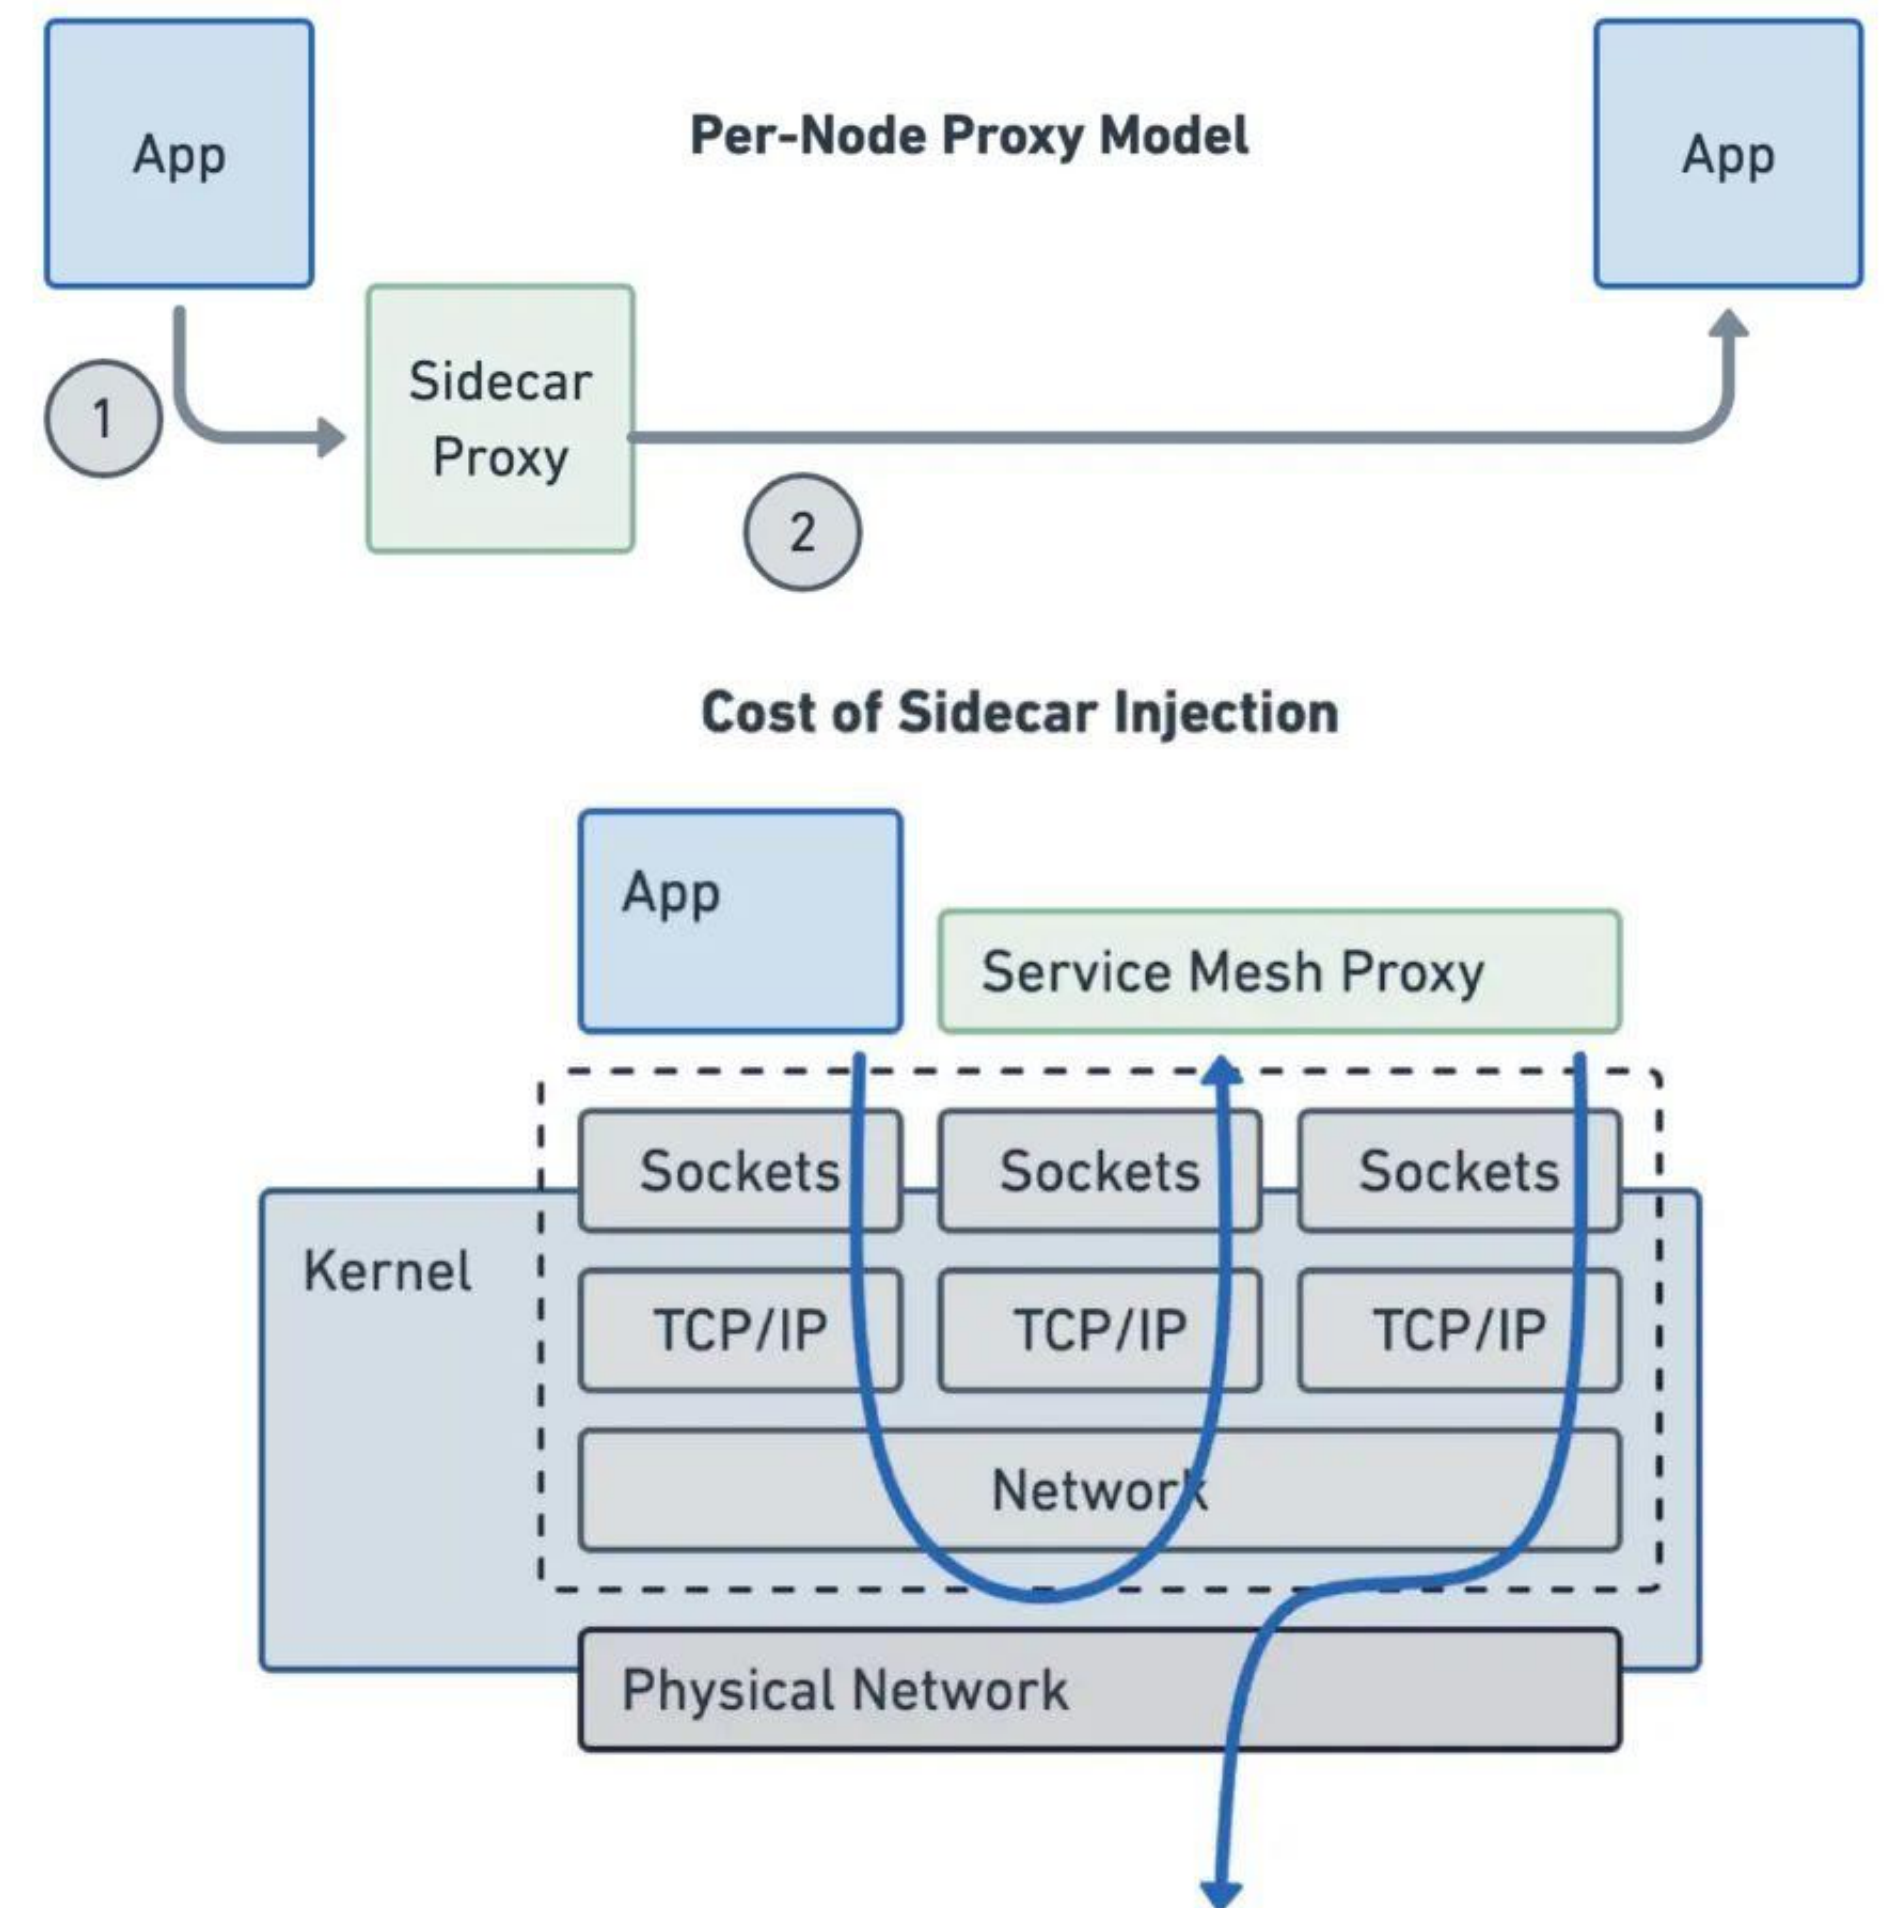 App
Per-Node Proxy Model
App
Sidecar
Proxy
1
2
Cost of Sidecar Injection
App
Service Mesh Proxy
Sockets
Sockets
Sockets
Kernel
TCP/IP
TCP/IP
TCP/IP
Network
Physical Network